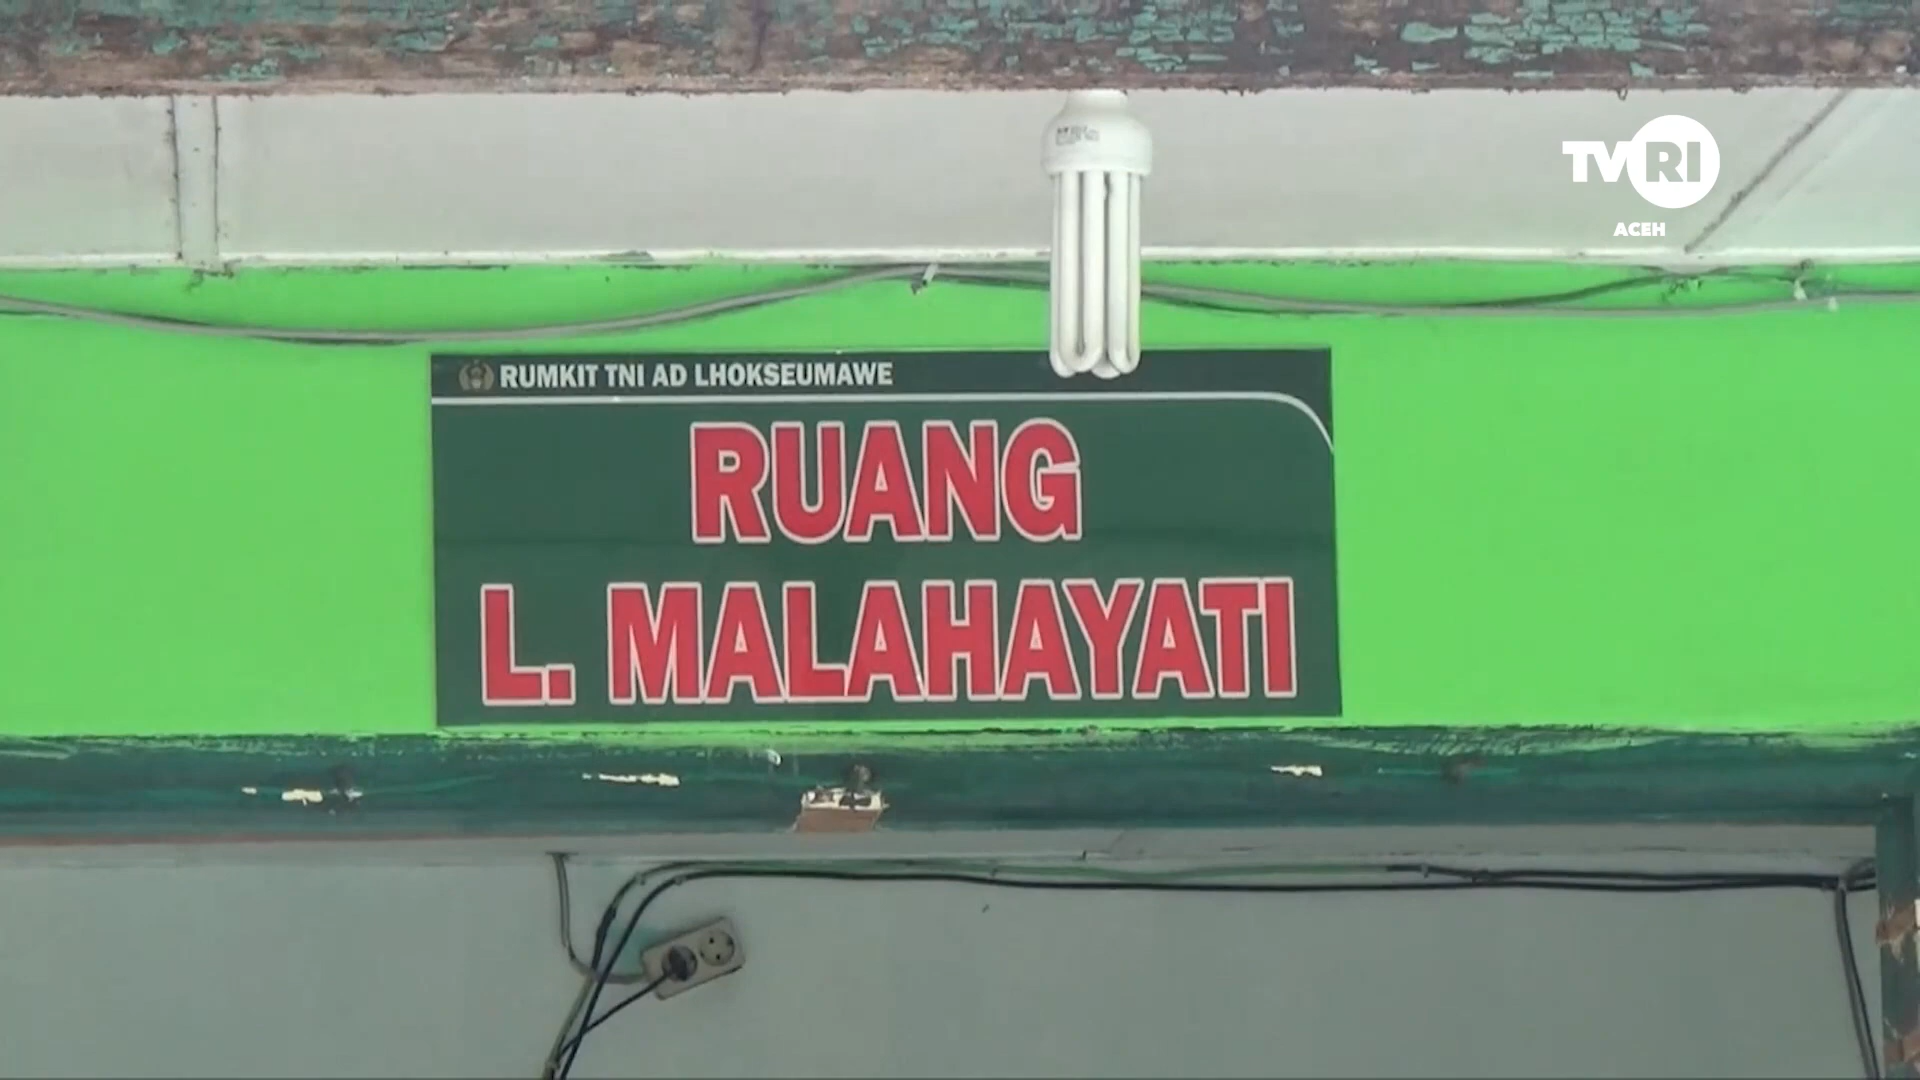 TVRI
ACEH
RUMKIT TNI AD LHOKSEUMAWE
RUANG
L. MALAHAYATI